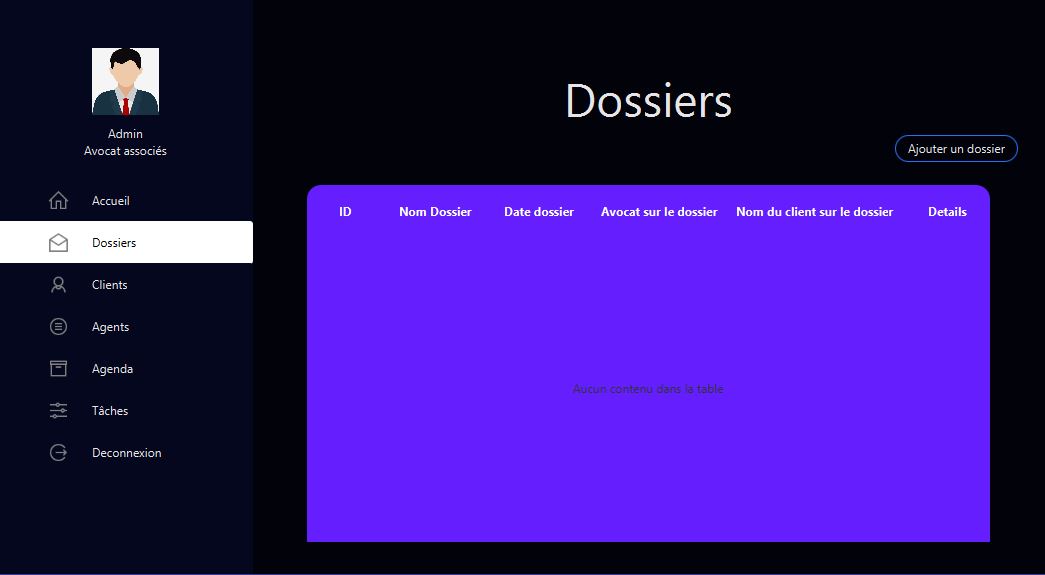 Admin
Avocat associés
Accueil
Dossiers
Clients
Agents
Agenda
Tâches
Deconnexion
Dossiers
Ajouter un dossier
ID Nom Dossier Date dossier Avocat sur le dossier Nom du client sur le dossier Details
Aucun contenu dans la table